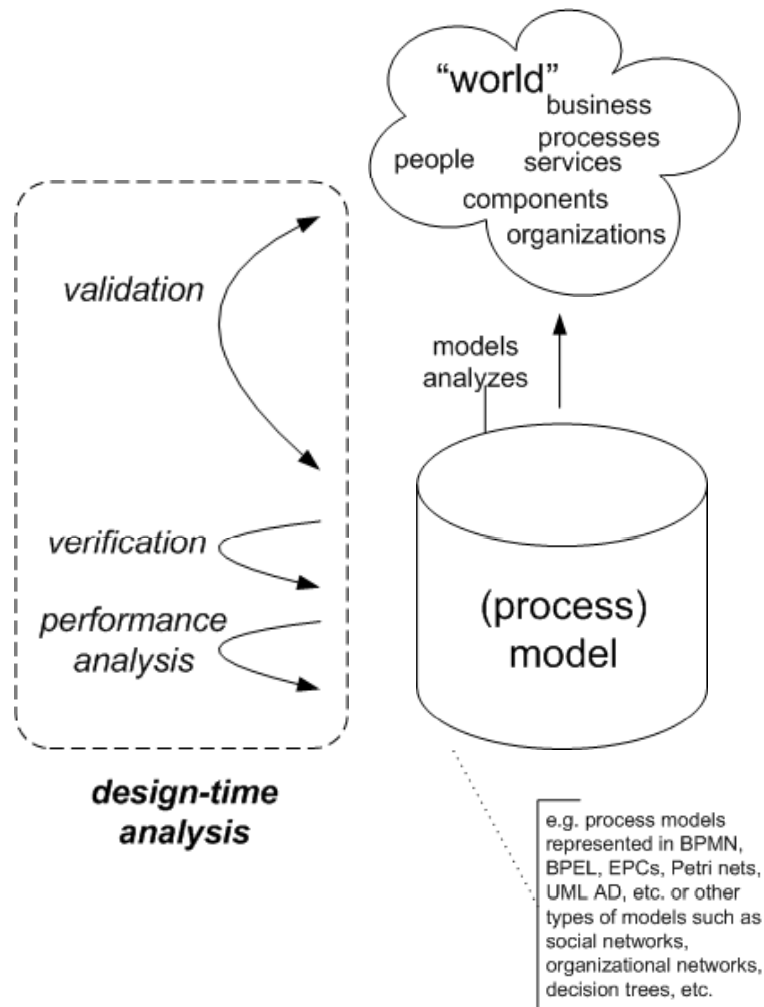 “world”
business
processes
people services
components
organizations
validation
models
analyzes
verification
performance
analysis
(process)
model
design-time
analysis
e.g. process models
represented in BPMN,
BPEL, EPCs, Petri nets,
UML AD, etc. or other
types of models such as
social networks,
organizational networks,
decision trees, etc.